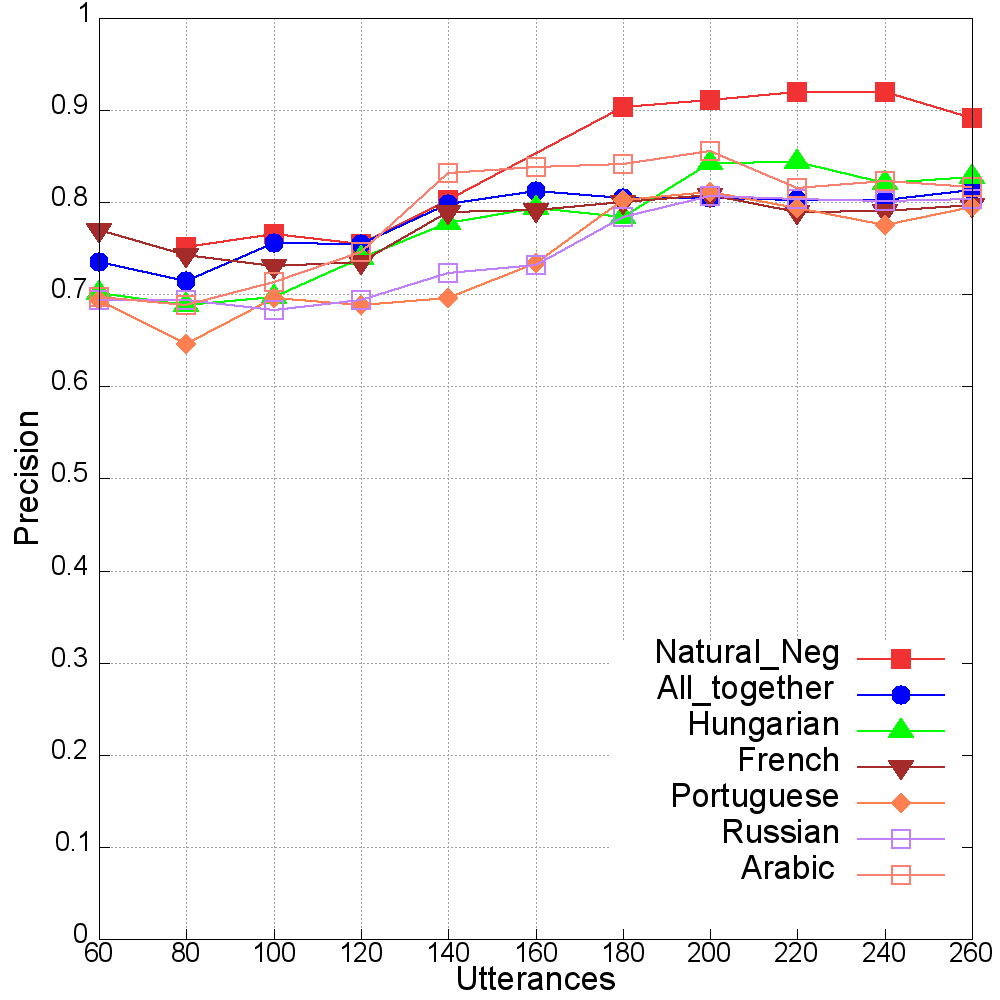 1
0.9
0.8
0.7
0.6
0.5
0.4
0.3
0.2
0.1
0
Precision
60 80 100 120 140 160 180 200 220 240 260
Utterances
Natural_Neg
All_together
Hungarian
French
Portuguese
Russian
Arabic